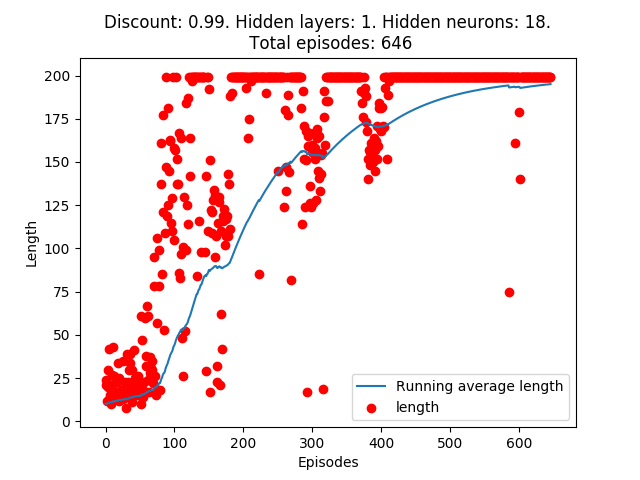 Discount: 0.99. Hidden layers: 1. Hidden neurons: 18.
Total episodes: 646
200
175
150
125
100
75
50
25
0
Length
0 100 200 300 400 500 600
Episodes
Running average length
length